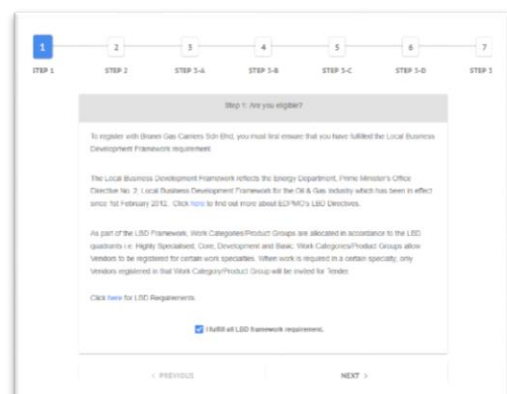 1 2 3 4 5 6 7
STEP 1 STEP 2 STEP 3-A STEP 3-B STEP 3-C STEP 3-D STEP 3
Step 1: Are you eligible?
To register with Brunei Gas Carriers Sdn Bhd, you must first ensure that you have fulfilled the Local Business
Development Framework requirement
The Local Business Development Framework reflects the Energy Department, Prime Minister's Office
Directive No. 2, Local Business Development Framework for the Oil & Gas Industry which has been in effect
since 1st February 2012. Click here to find out more about EDPMO's LBD Directives.
As part of the LBD Framework, Work Categories/Product Groups are allocated in accordance to the LBD
quadrants i.e. Highly Specialised, Core, Development and Basic. Work Categories/Product Groups allow
Vendors to be registered for certain work specialties. When work is required in a certain specialty, only
Vendors registered in that Work Category/Product Group will be invited for Tender.
Click here for LBD Requirements
I fulfill all LBD framework requirement.
< PREVIOUS NEXT >